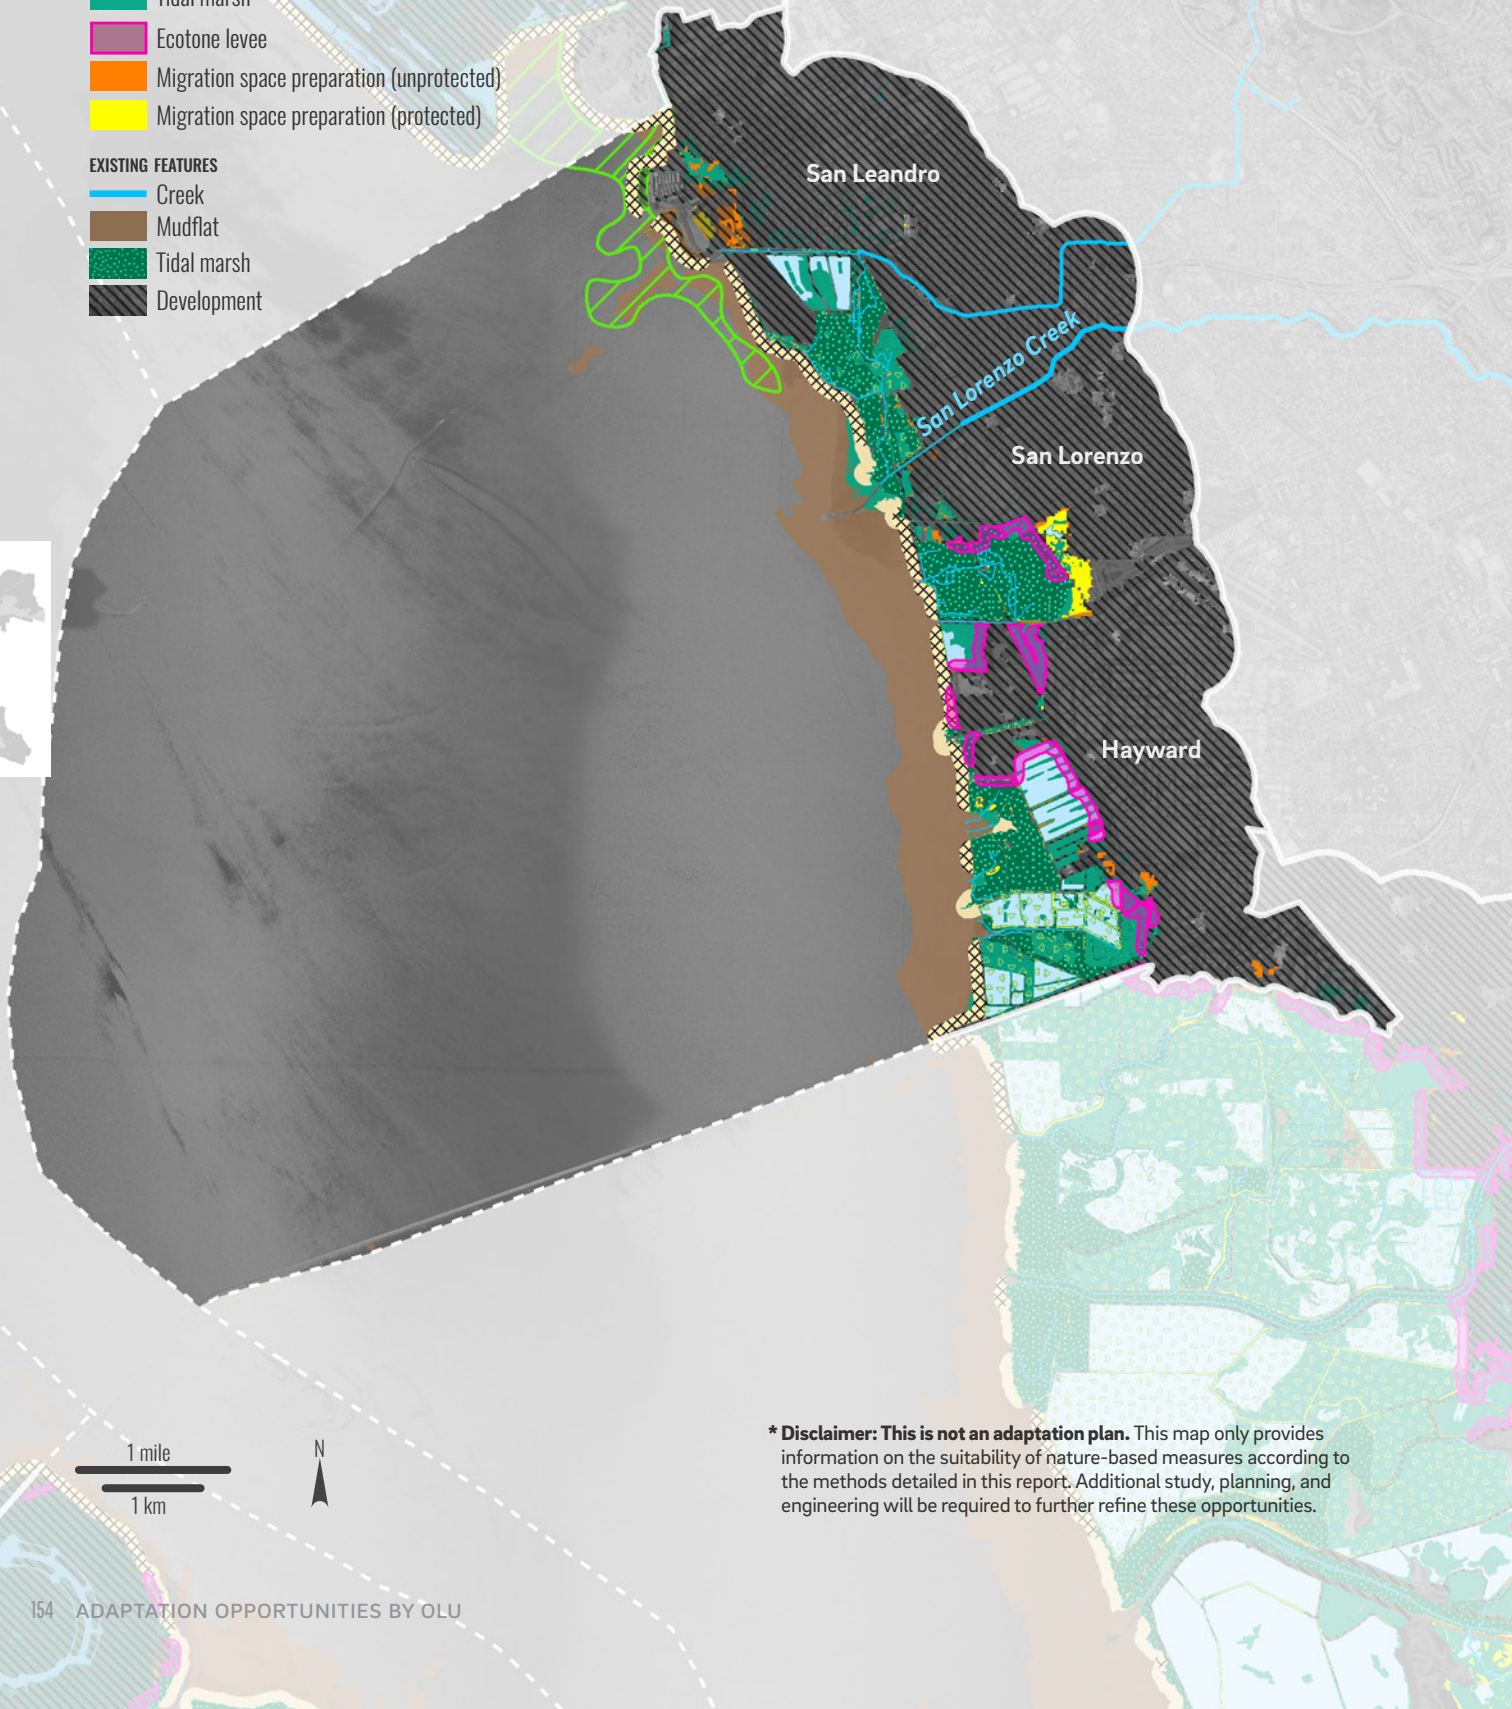 Tidal marsh
Ecotone levee
Migration space preparation (unprotected)
Migration space preparation (protected)
EXISTING FEATURES
Creek
Mudflat
Tidal marsh
Development
San Leandro
San Lorenzo Creek
San Lorenzo
Hayward
1 mile
1 km
N
* Disclaimer: This is not an adaptation plan. This map only provides
information on the suitability of nature-based measures according to
the methods detailed in this report. Additional study, planning, and
engineering will be required to further refine these opportunities.
154 ADAPTATION OPPORTUNITIES BY OLU